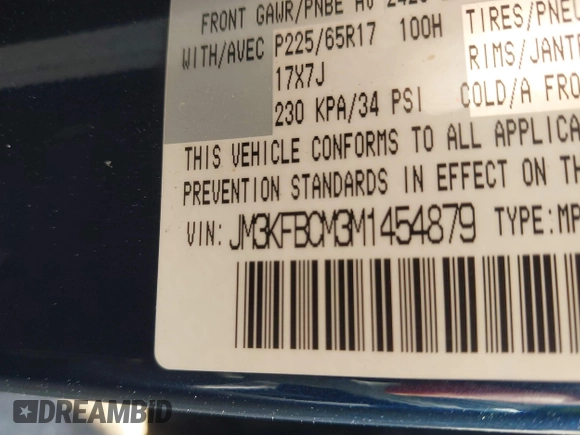 FRONT GAWR/PNBE AV
WITH/AVEC P225/65R17 100H TIRES/PNEU
17X7J RIMS/JANT
230 KPA/34 PSI COLD/A FRO
THIS VEHICLE CONFORMS TO ALL APPLICA
PREVENTION STANDARDS IN EFFECT ON TH
VIN: JM3KFBCM3M1454879 TYPE:MP
DREAMBID